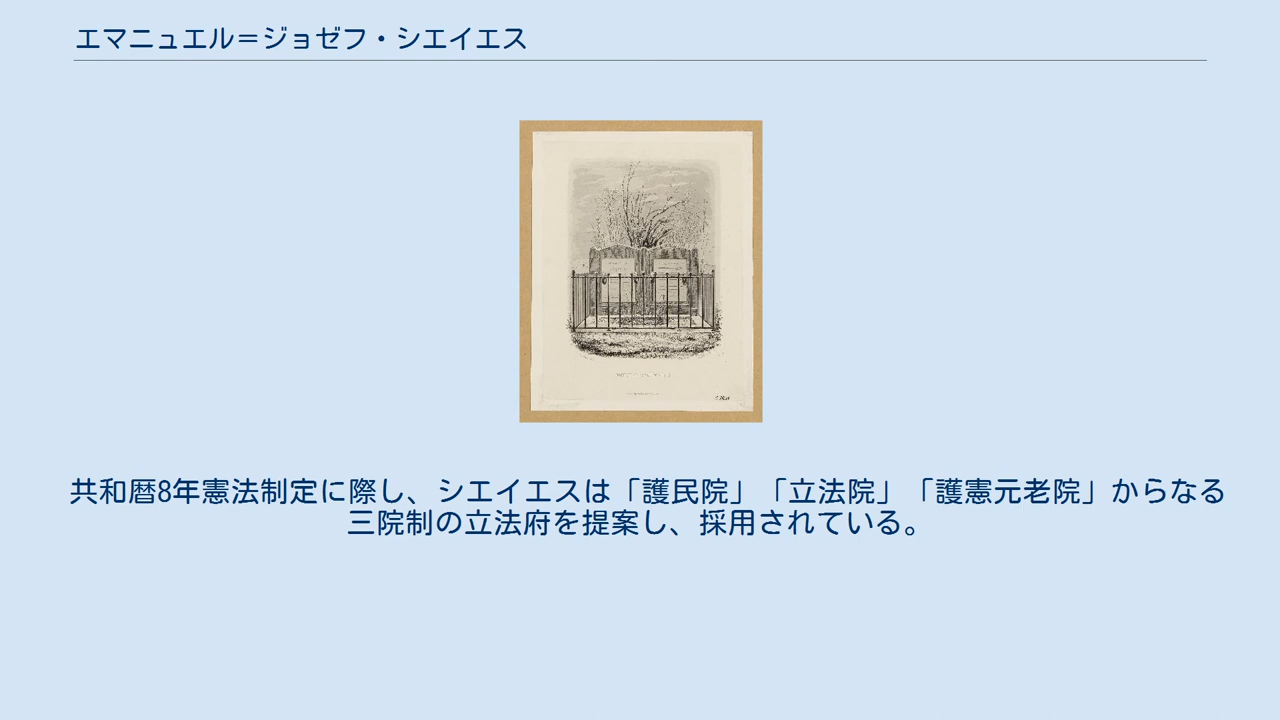 エマニュエル＝ジョゼフ・シエイエス
共和暦8年憲法制定に際し、シエイエスは「護民院」「立法院」「護憲元老院」からなる
三院制の立法府を提案し、採用されている。